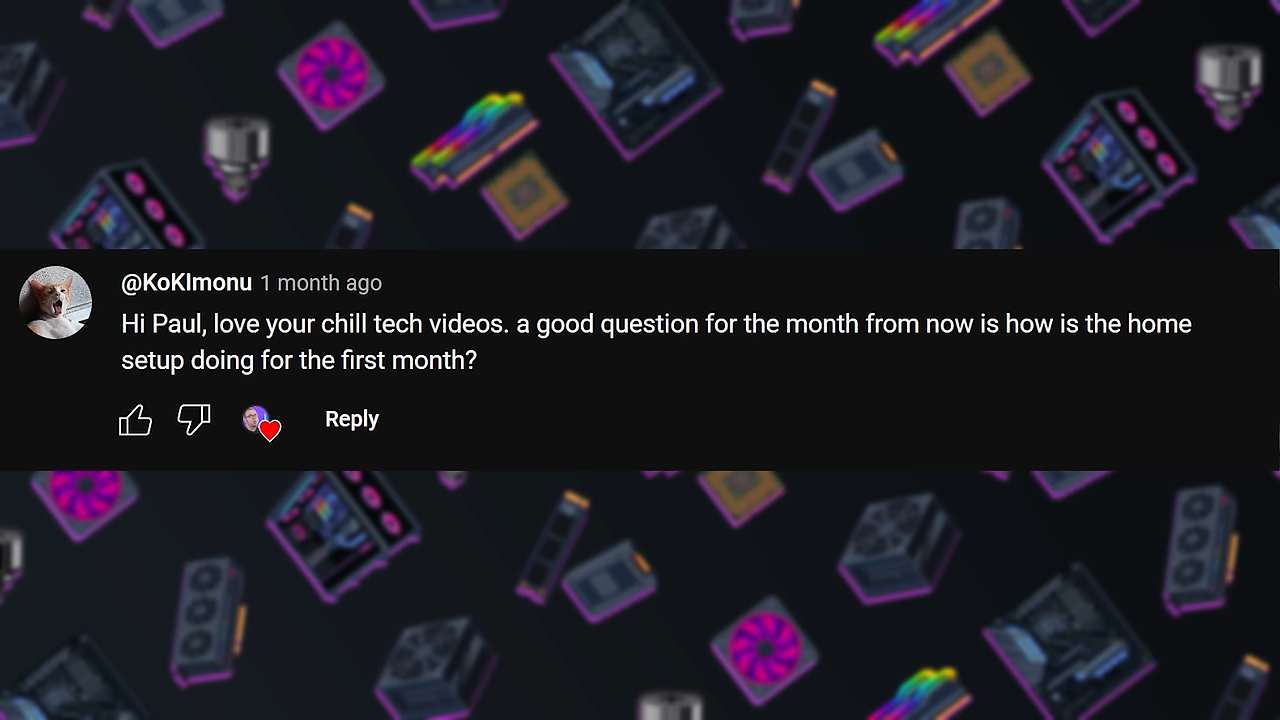 @KoKImonu 1 month ago
Hi Paul, love your chill tech videos. a good question for the month from now is how is the home
setup doing for the first month?
Reply